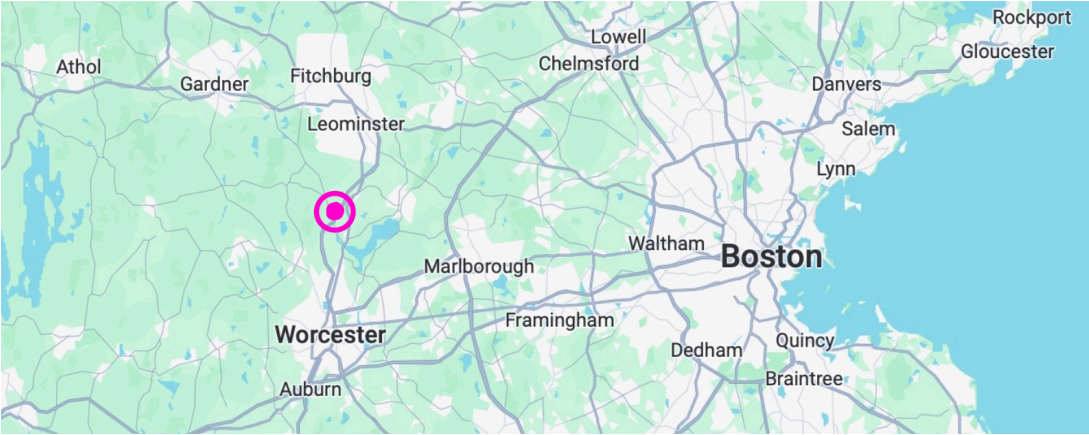 Rockport
Lowell
Gloucester
Athol
Chelmsford
Fitchburg
Gardner
Danvers
Leominster
Salem
Lynn
Waltham
Boston
Marlborough
Framingham
Worcester
Quincy
Dedham
Braintree
Auburn